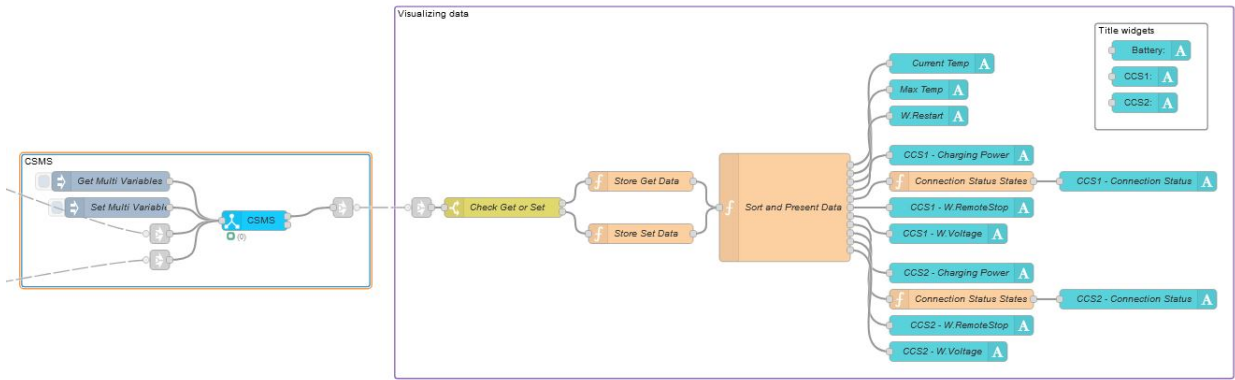 Visualizing data
Title widgets
Battery: A
CCS1: A
CCS2: A
Current Temp A
Max Temp A
W.Restart A
CSMS
Get Multi Variables
Set Multi Variable
CSMS
(0)
Check Get or Set
f Store Get Data
f Store Set Data
f Sort and Present Data
CCS1 - Charging Power A
f Connection Status States
CCS1 - Connection Status A
CCS1 - W.RemoteStop A
CCS1 - W.Voltage A
CCS2 - Charging Power A
f Connection Status States
CCS2 - Connection Status A
CCS2 - W.RemoteStop A
CCS2 - W.Voltage A